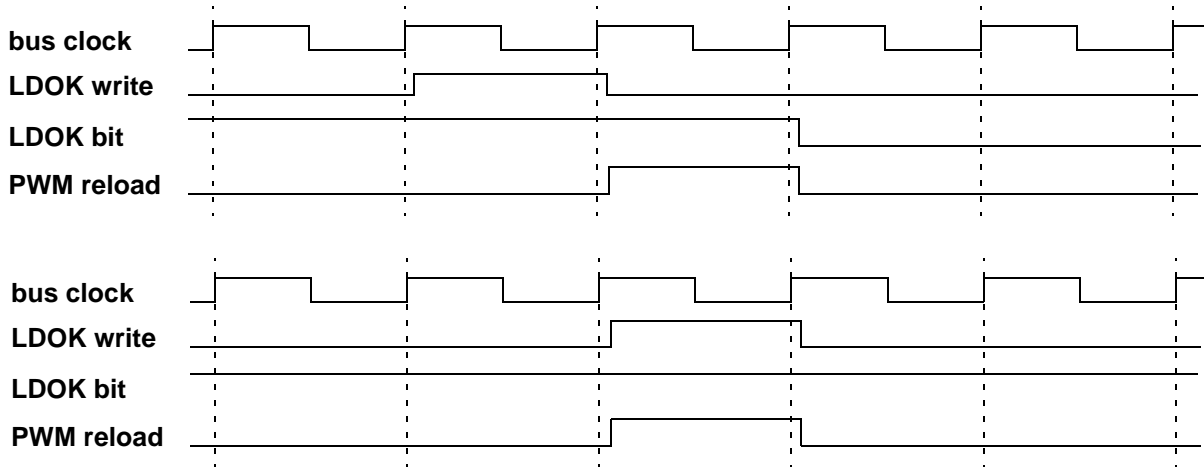 bus clock
LDOK write
LDOK bit
PWM reload
bus clock
LDOK write
LDOK bit
PWM reload